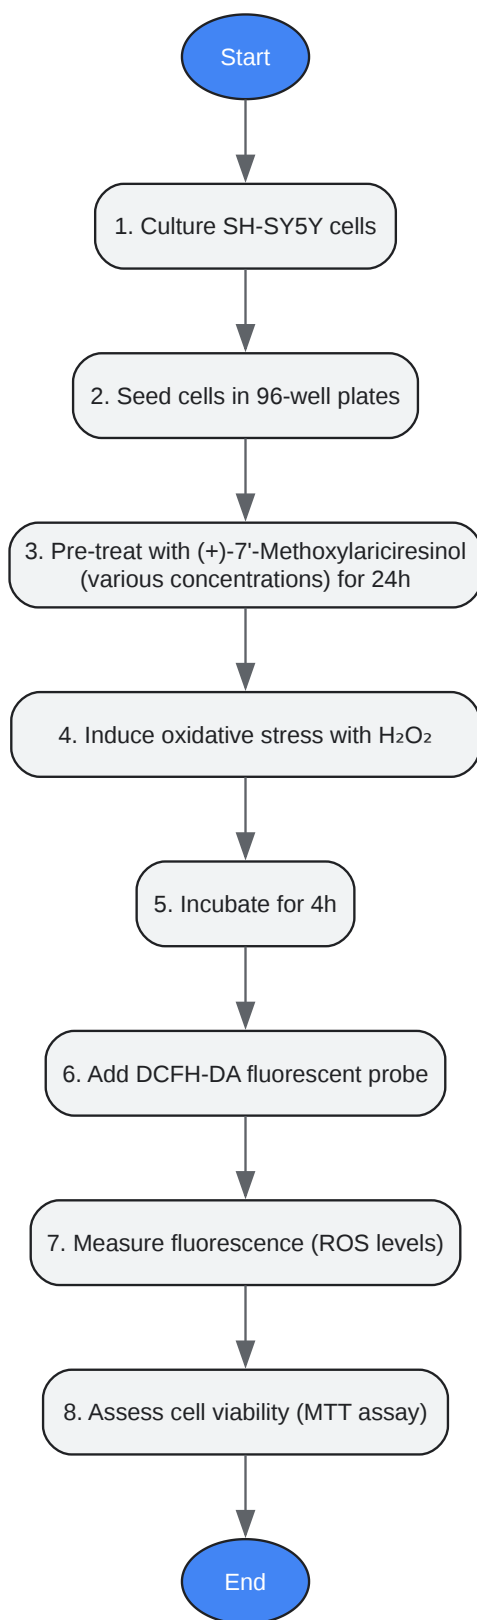 Start
1. Culture SH-SY5Y cells
2. Seed cells in 96-well plates
3. Pre-treat with (+)-7'-Methoxylariciresinol
(various concentrations) for 24h
4. Induce oxidative stress with H₂O₂
5. Incubate for 4h
6. Add DCFH-DA fluorescent probe
7. Measure fluorescence (ROS levels)
8. Assess cell viability (MTT assay)
End